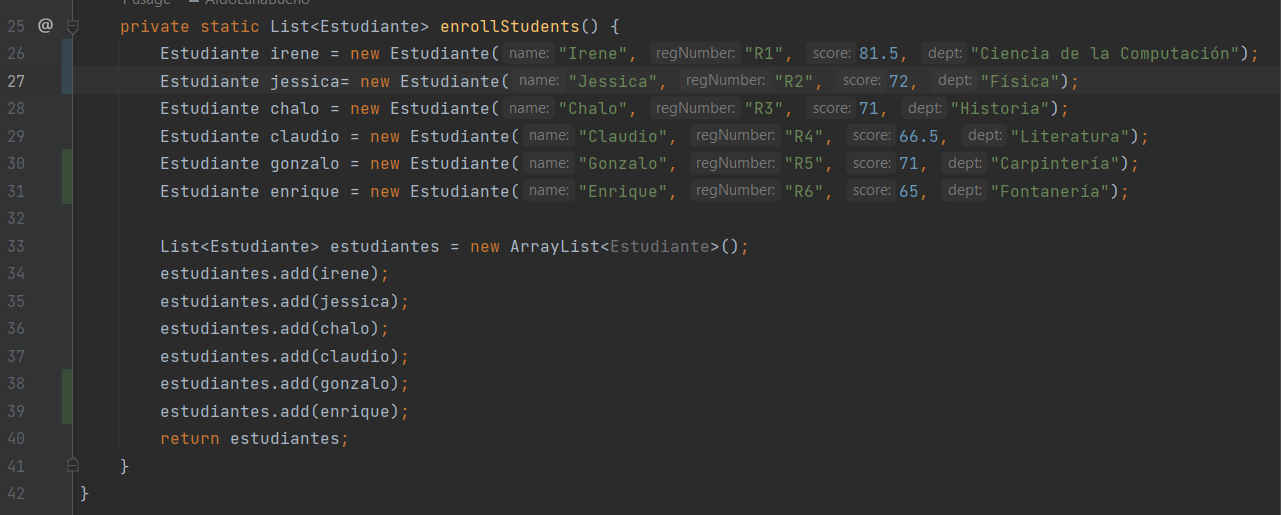 1 usage AldoLunaBueno
25 @ private static List<Estudiante> enrollStudents() {
26 Estudiante irene = new Estudiante( name: "Irene", regNumber: "R1", score: 81.5, dept: "Ciencia de la Computación");
27 Estudiante jessica= new Estudiante( name: "Jessica", regNumber: "R2", score: 72, dept: "Física");
28 Estudiante chalo = new Estudiante( name: "Chalo", regNumber: "R3", score: 71, dept: "Historia");
29 Estudiante claudio = new Estudiante( name: "Claudio", regNumber: "R4", score: 66.5, dept: "Literatura");
30 Estudiante gonzalo = new Estudiante( name: "Gonzalo", regNumber: "R5", score: 71, dept: "Carpintería");
31 Estudiante enrique = new Estudiante( name: "Enrique", regNumber: "R6", score: 65, dept: "Fontanería");
32
33 List<Estudiante> estudiantes = new ArrayList<Estudiante>();
34 estudiantes.add(irene);
35 estudiantes.add(jessica);
36 estudiantes.add(chalo);
37 estudiantes.add(claudio);
38 estudiantes.add(gonzalo);
39 estudiantes.add(enrique);
40 return estudiantes;
41 }
42 }